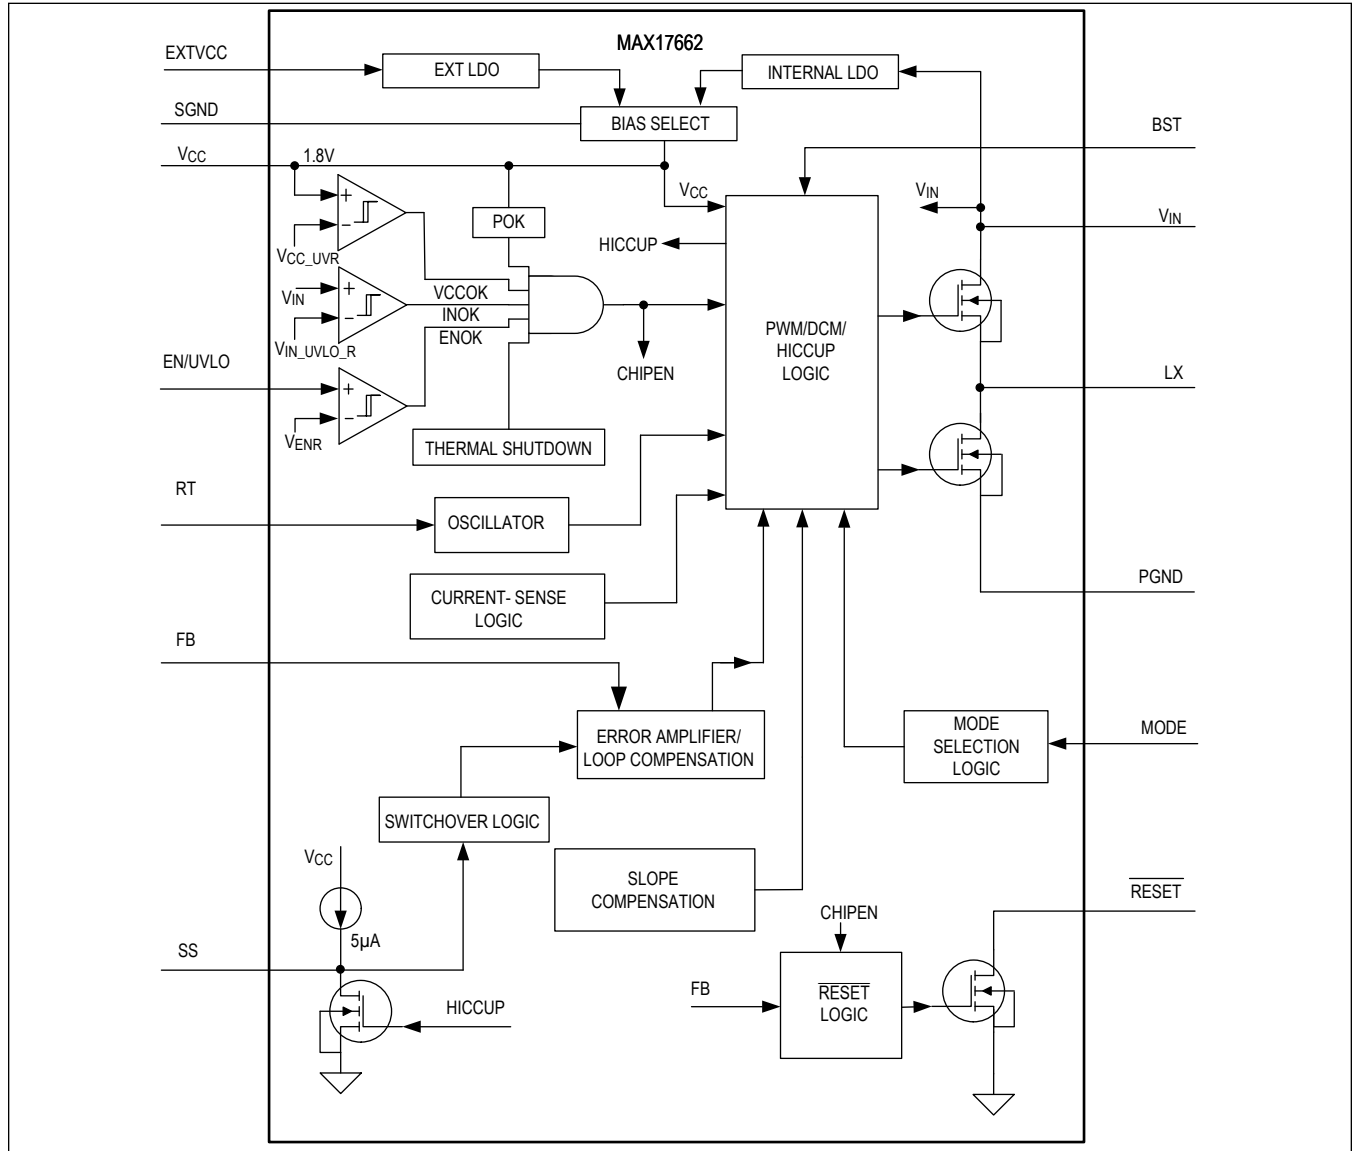 MAX17662
EXTVCC
EXT LDO
INTERNAL LDO
SGND
BIAS SELECT
BST
VCC
1.8V
VCC
VIN
VIN
POK
HICCUP
VCC_UVR
VCCOK
VIN
INOK
VIN_UVLO_R
ENOK
EN/UVLO
CHIPEN
PWM/DCM/
HICCUP
LOGIC
LX
VENR
THERMAL SHUTDOWN
RT
OSCILLATOR
CURRENT- SENSE
LOGIC
PGND
FB
ERROR AMPLIFIER/
LOOP COMPENSATION
MODE
SELECTION
LOGIC
MODE
SWITCHOVER LOGIC
VCC
SLOPE
COMPENSATION
RESET
5µA
CHIPEN
SS
HICCUP
FB
RESET
LOGIC